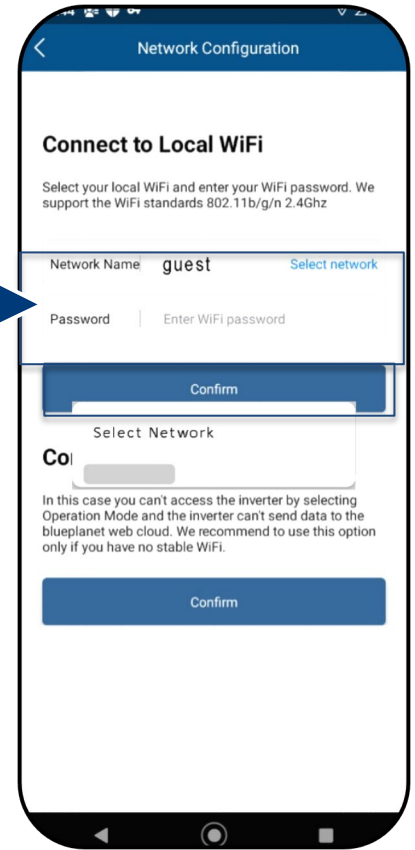 Network Configuration
Connect to Local WiFi
Select your local WiFi and enter your WiFi password. We
support the WiFi standards 802.11b/g/n 2.4Ghz
Network Name guest Select network
Password Enter WiFi password
Confirm
Select Network
In this case you can't access the inverter by selecting
Operation Mode and the inverter can't send data to the
blueplanet web cloud. We recommend to use this option
only if you have no stable WiFi.
Confirm